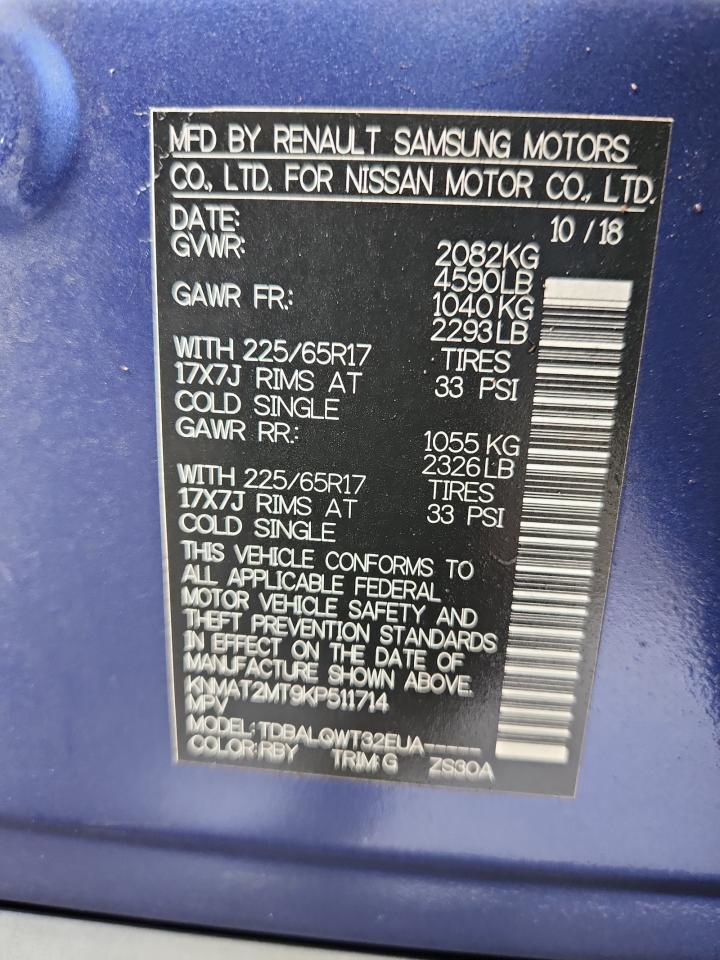 MFD BY RENAULT SAMSUNG MOTORS
CO., LTD. FOR NISSAN MOTOR CO., LTD.
DATE: 10 / 18
GVWR: 2082KG
4590LB
GAWR FR.: 1040KG
2293LB
WITH 225/65R17 TIRES
17X7J RIMS AT 33 PSI
COLD SINGLE
GAWR RR.: 1055KG
2326LB
WITH 225/65R17 TIRES
17X7J RIMS AT 33 PSI
COLD SINGLE
THIS VEHICLE CONFORMS TO
ALL APPLICABLE FEDERAL
MOTOR VEHICLE SAFETY AND
THEFT PREVENTION STANDARDS
IN EFFECT ON THE DATE OF
MANUFACTURE SHOWN ABOVE.
KNMAT2MT9KP511714
MPV
MODEL: TDBALQWT32EUA-----
COLOR:RBY TRIM:G ZS30A